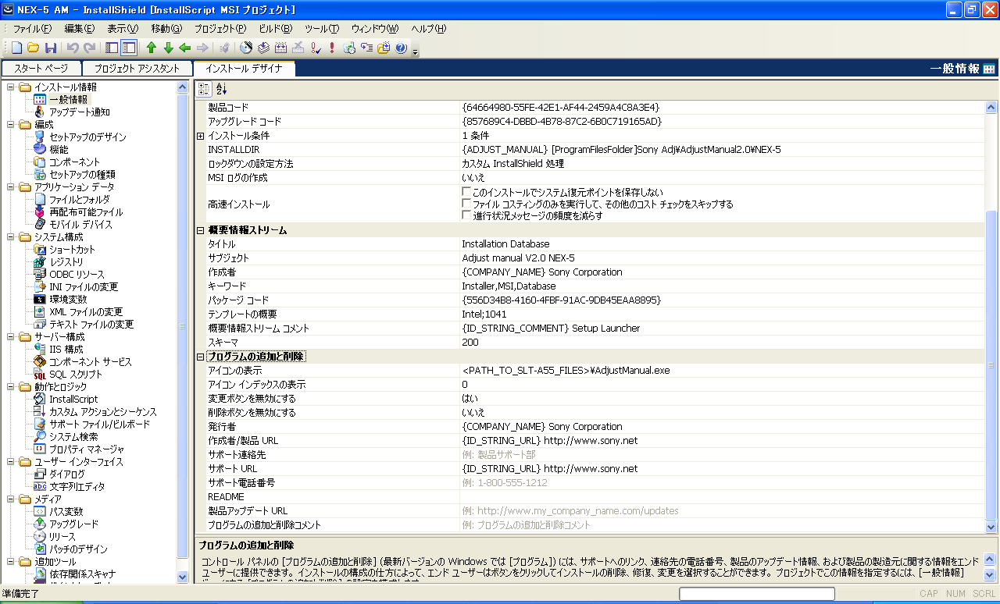 NEX-5 AM - InstallShield [InstallScript MSI プロジェクト]
ファイル(F) 編集(E) 表示(V) 移動(G) プロジェクト(P) ビルド(B) ツール(T) ウィンドウ(W) ヘルプ(H)
スタート ページ プロジェクト アシスタント インストール デザイナ 一般情報
インストール情報
一般情報
アップデート通知
編成
セットアップのデザイン
機能
コンポーネント
セットアップの種類
アプリケーション データ
ファイルとフォルダ
再配布可能ファイル
モバイル デバイス
システム構成
ショートカット
レジストリ
ODBC リソース
INI ファイルの変更
環境変数
XML ファイルの変更
テキスト ファイルの変更
サーバー構成
IIS 構成
コンポーネント サービス
SQL スクリプト
動作とロジック
InstallScript
カスタム アクションとシーケンス
サポート ファイル/ビルボード
システム検索
プロパティ マネージャ
ユーザー インターフェイス
ダイアログ
文字列エディタ
メディア
パス変数
アップグレード
リリース
パッチのデザイン
追加ツール
依存関係スキャナ
製品コード {64664980-55FE-42E1-AF44-2459A4C8A3E4}
アップグレード コード {857689C4-DBBD-4B78-87C2-6B0C719165AD}
インストール条件 1 条件
INSTALLDIR {ADJUST_MANUAL} [ProgramFilesFolder]Sony Adj¥AdjustManual2.0¥NEX-5
ロックダウンの設定方法 カスタム InstallShield 処理
MSI ログの作成 いいえ
高速インストール
このインストールでシステム復元ポイントを保存しない
ファイル コスティングのみを実行して、その他のコスト チェックをスキップする
進行状況メッセージの頻度を減らす
概要情報ストリーム
タイトル Installation Database
サブジェクト Adjust manual V2.0 NEX-5
作成者 {COMPANY_NAME} Sony Corporation
キーワード Installer,MSI,Database
パッケージ コード {556D34B8-4160-4FBF-91AC-9DB45EAA8895}
テンプレートの概要 Intel;1041
概要情報ストリーム コメント {ID_STRING_COMMENT} Setup Launcher
スキーマ 200
プログラムの追加と削除
アイコンの表示 <PATH_TO_SLT-A55_FILES>¥AdjustManual.exe
アイコン インデックスの表示 0
変更ボタンを無効にする はい
削除ボタンを無効にする いいえ
発行者 {COMPANY_NAME} Sony Corporation
作成者/製品 URL {ID_STRING_URL} http://www.sony.net
サポート連絡先 例: 製品サポート部
サポート URL {ID_STRING_URL} http://www.sony.net
サポート電話番号 例: 1-800-555-1212
README
製品アップデート URL 例: http://www.my_company_name.com/updates
プログラムの追加と削除コメント 例: プログラムの追加と削除コメント
プログラムの追加と削除
コントロール パネルの [プログラムの追加と削除] (最新バージョンの Windows では [プログラム]) には、サポートへのリンク、連絡先の電話番号、製品のアップデート情報、および製品の製造元に関する情報をエンド
ユーザーに提供できます。インストールの構成の仕方によって、エンド ユーザーはボタンをクリックしてインストールの削除、修復、変更を選択することができます。プロジェクトでこの情報を指定するには、[一般情報]
準備完了 CAP NUM SCRL